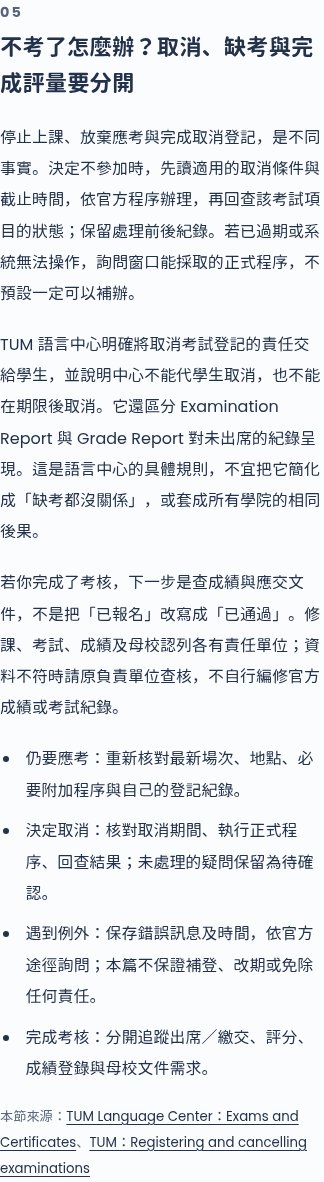 05
不考了怎麼辦？取消、缺考與完
成評量要分開
停止上課、放棄應考與完成取消登記，是不同
事實。決定不參加時，先讀適用的取消條件與
截止時間，依官方程序辦理，再回查該考試項
目的狀態；保留處理前後紀錄。若已過期或系
統無法操作，詢問窗口能採取的正式程序，不
預設一定可以補辦。
TUM 語言中心明確將取消考試登記的責任交
給學生，並說明中心不能代學生取消，也不能
在期限後取消。它還區分 Examination
Report 與 Grade Report 對未出席的紀錄呈
現。這是語言中心的具體規則，不宜把它簡化
成「缺考都沒關係」，或套成所有學院的相同
後果。
若你完成了考核，下一步是查成績與應交文
件，不是把「已報名」改寫成「已通過」。修
課、考試、成績及母校認列各有責任單位；資
料不符時請原負責單位查核，不自行編修官方
成績或考試紀錄。
• 仍要應考：重新核對最新場次、地點、必
要附加程序與自己的登記紀錄。
• 決定取消：核對取消期間、執行正式程
序、回查結果；未處理的疑問保留為待確
認。
• 遇到例外：保存錯誤訊息及時間，依官方
途徑詢問；本篇不保證補登、改期或免除
任何責任。
• 完成考核：分開追蹤出席／繳交、評分、
成績登錄與母校文件需求。
本節來源：TUM Language Center：Exams and
Certificates、TUM：Registering and cancelling
examinations